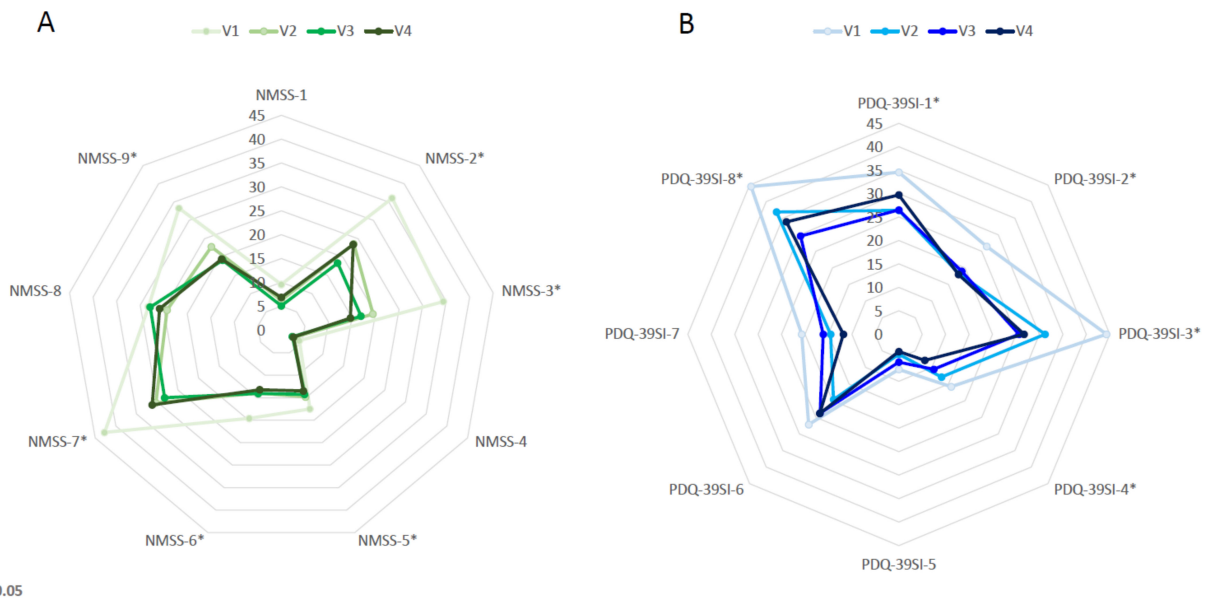 A
V1 V2 V3 V4
NMSS-1
45
40
35
30
25
20
15
10
5
0
NMSS-2*
NMSS-3*
NMSS-4
NMSS-5*
NMSS-6*
NMSS-7*
NMSS-8
NMSS-9*
0.05
B
V1 V2 V3 V4
PDQ-39SI-1*
45
40
35
30
25
20
15
10
5
0
PDQ-39SI-2*
PDQ-39SI-3*
PDQ-39SI-4*
PDQ-39SI-5
PDQ-39SI-6
PDQ-39SI-7
PDQ-39SI-8*